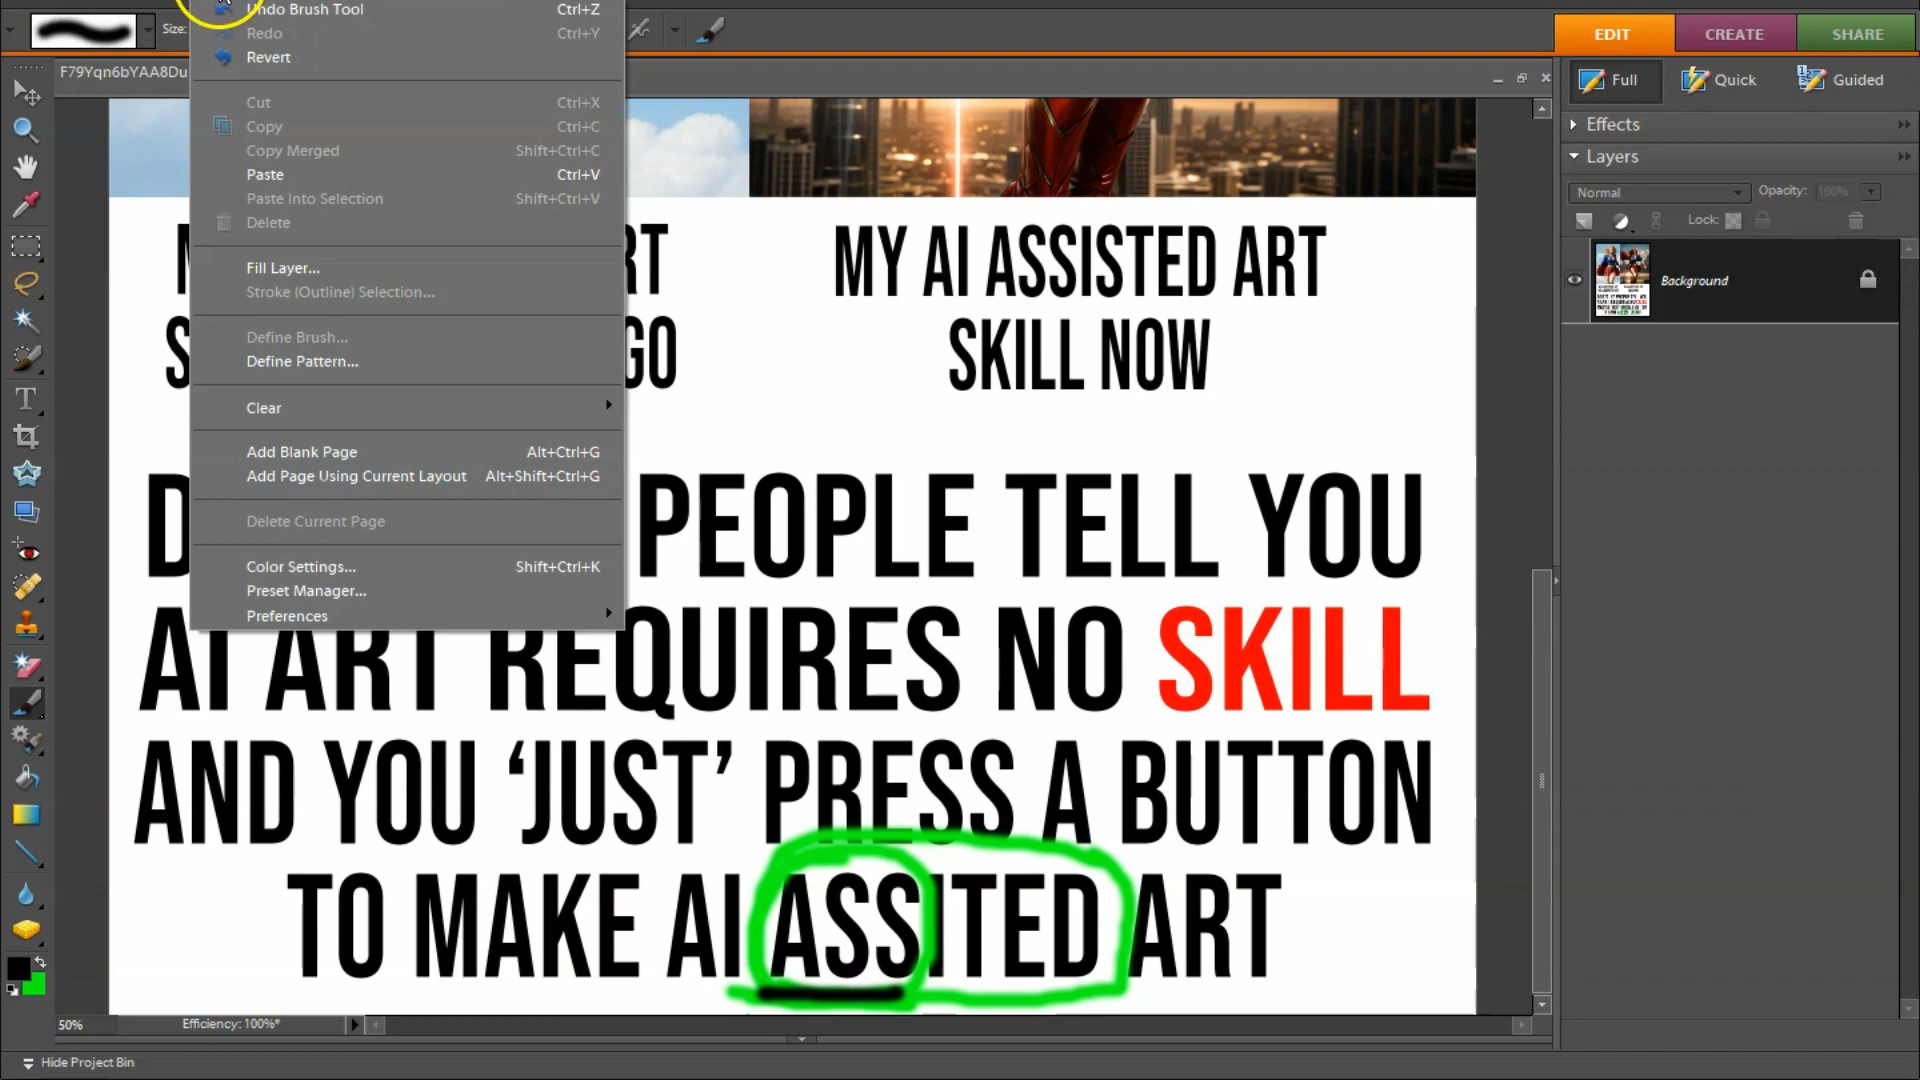 Undo Brush Tool Ctrl+Z
Size:
Redo Ctrl+Y
Revert
EDIT CREATE SHARE
F79Yqn6bYAA8Du
Full Quick Guided
Cut Ctrl+X
Copy Ctrl+C
Copy Merged Shift+Ctrl+C
Paste Ctrl+V
Paste Into Selection Shift+Ctrl+V
Delete
Fill Layer...
Stroke (Outline) Selection...
Define Brush...
Define Pattern...
Clear
Add Blank Page Alt+Ctrl+G
Add Page Using Current Layout Alt+Shift+Ctrl+G
Delete Current Page
Color Settings... Shift+Ctrl+K
Preset Manager...
Preferences
Effects
Layers
Normal Opacity: 100%
Lock:
Background
MY AI ASSISTED ART
SKILL NOW
PEOPLE TELL YOU
AI ART REQUIRES NO SKILL
AND YOU ‘JUST’ PRESS A BUTTON
TO MAKE AI ASSITED ART
50% Efficiency: 100%*
Hide Project Bin